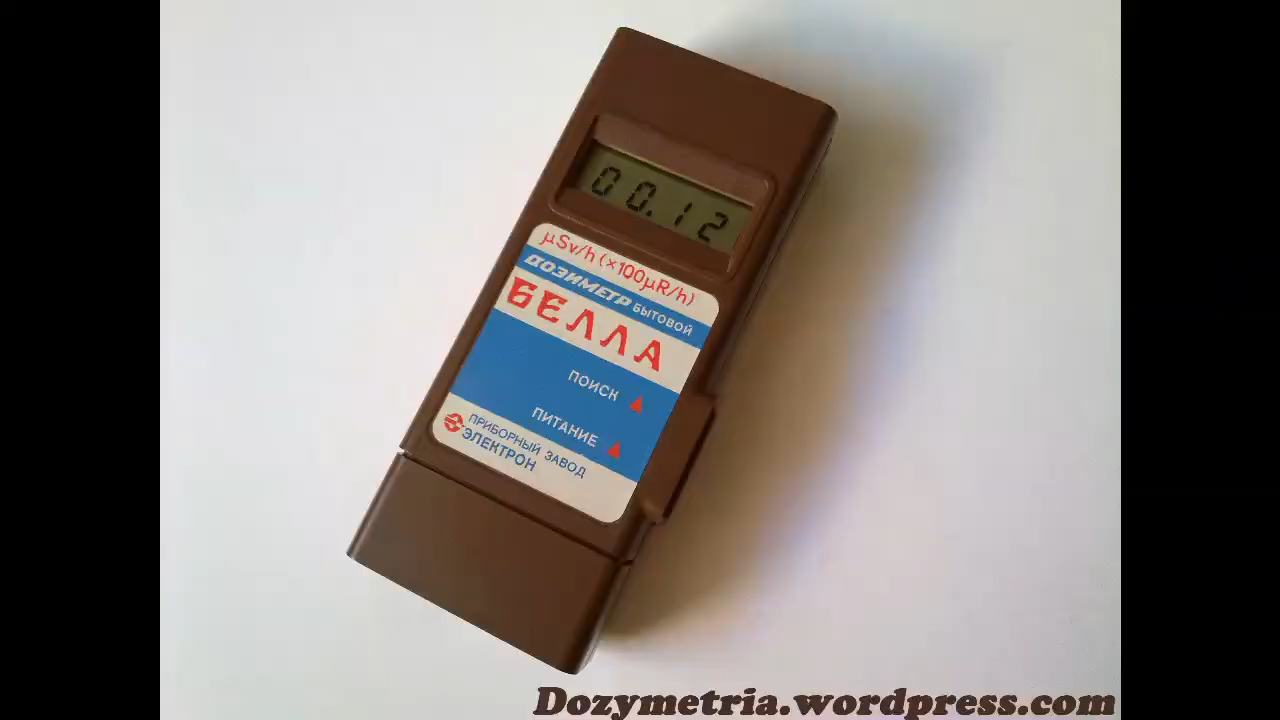 00.12
μSv/h (×100μR/h)
ДОЗИМЕТР БЫТОВОЙ
БЕЛЛА
ПОИСК
ПИТАНИЕ
ПРИБОРНЫЙ ЗАВОД
ЭЛЕКТРОН
Dozymetria.wordpress.com